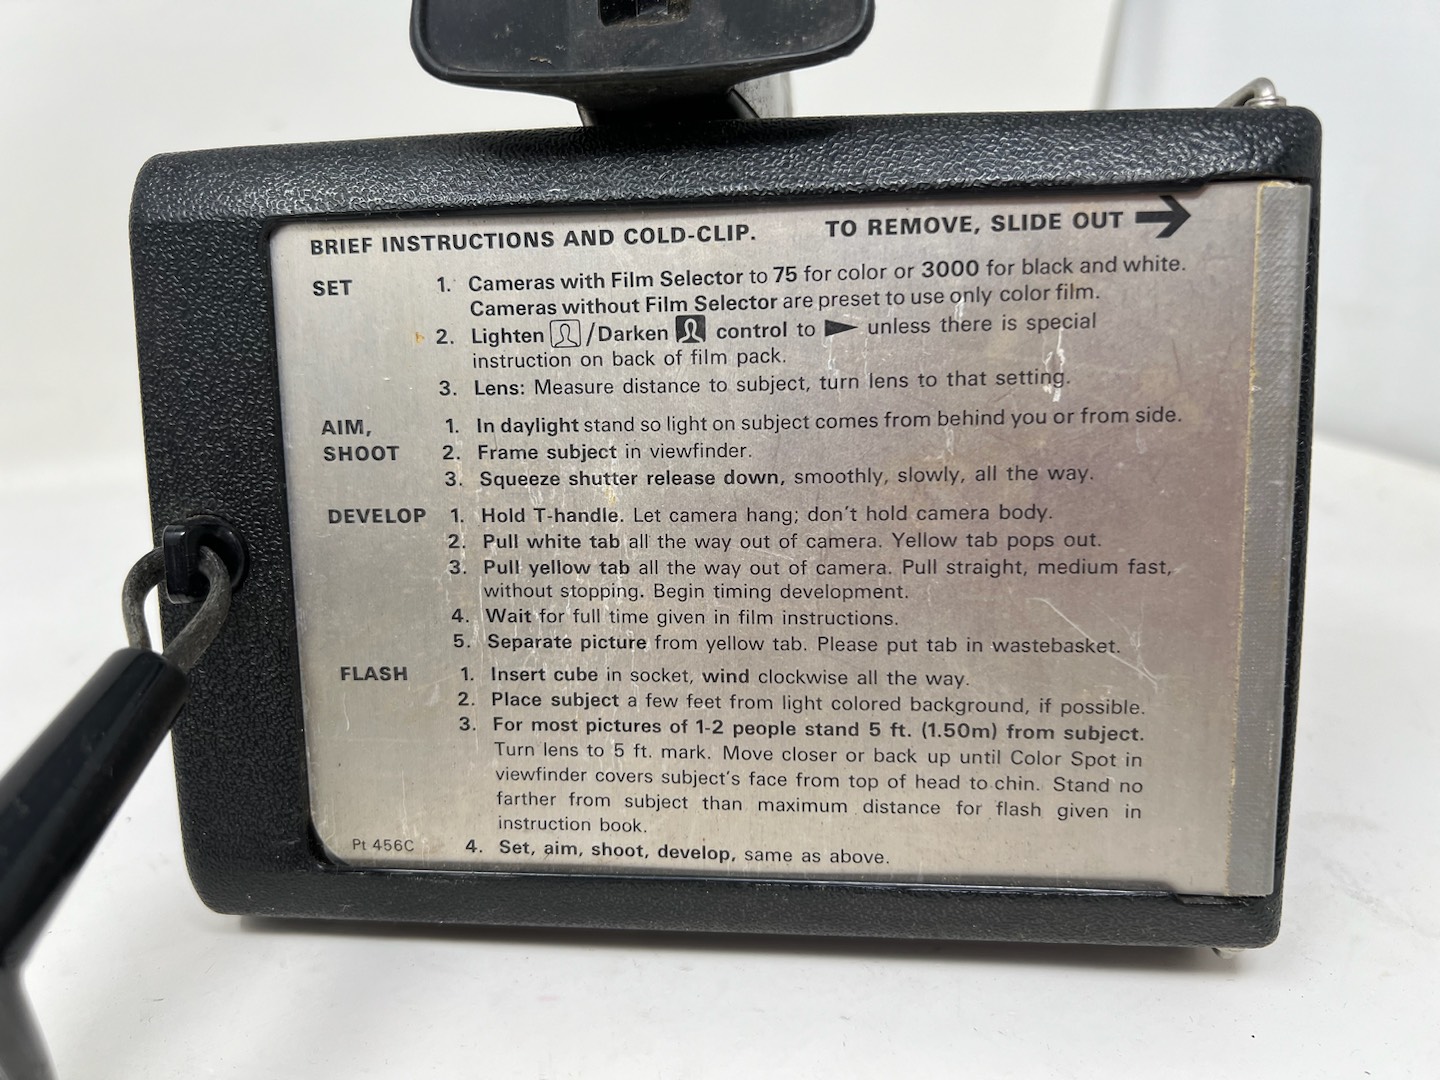 BRIEF INSTRUCTIONS AND COLD-CLIP. TO REMOVE, SLIDE OUT
SET 1. Cameras with Film Selector to 75 for color or 3000 for black and white.
Cameras without Film Selector are preset to use only color film.
2. Lighten /Darken control to unless there is special
instruction on back of film pack.
3. Lens: Measure distance to subject, turn lens to that setting.
AIM, 1. In daylight stand so light on subject comes from behind you or from side.
SHOOT 2. Frame subject in viewfinder.
3. Squeeze shutter release down, smoothly, slowly, all the way.
DEVELOP 1. Hold T-handle. Let camera hang; don't hold camera body.
2. Pull white tab all the way out of camera. Yellow tab pops out.
3. Pull yellow tab all the way out of camera. Pull straight, medium fast,
without stopping. Begin timing development.
4. Wait for full time given in film instructions.
5. Separate picture from yellow tab. Please put tab in wastebasket.
FLASH 1. Insert cube in socket, wind clockwise all the way.
2. Place subject a few feet from light colored background, if possible.
3. For most pictures of 1-2 people stand 5 ft. (1.50m) from subject.
Turn lens to 5 ft. mark. Move closer or back up until Color Spot in
viewfinder covers subject's face from top of head to chin. Stand no
farther from subject than maximum distance for flash given in
instruction book.
Pt 456C 4. Set, aim, shoot, develop, same as above.